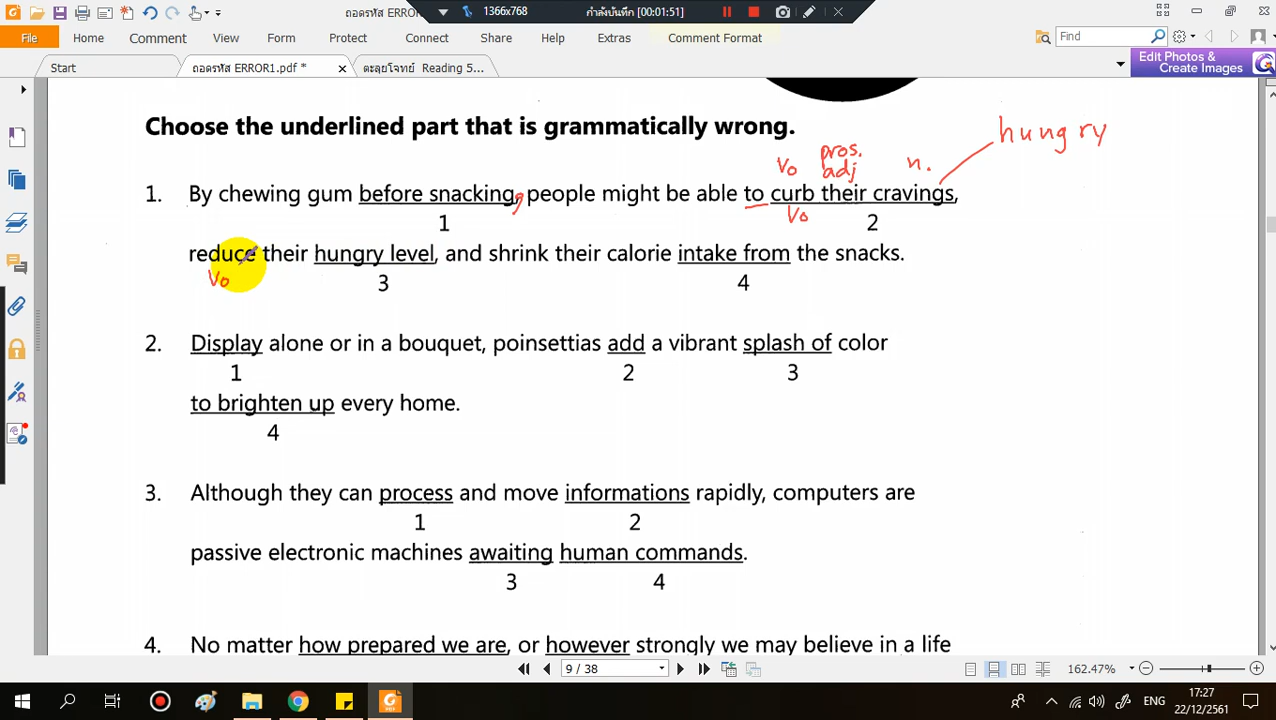 1366x768
กำลังบันทึก [00:01:51]
ถอดรหัส ERROR
File Home Comment View Form Protect Connect Share Help Extras Comment Format
Find
Start
ถอดรหัส ERROR1.pdf *
ตะลุยโจทย์ Reading 5...
Edit Photos &
Create Images
Choose the underlined part that is grammatically wrong.
hungry
Vo
pros.
adj
n.
1. By chewing gum before snacking, people might be able to curb their cravings,
Vo
1 2
reduce their hungry level, and shrink their calorie intake from the snacks.
Vo
3 4
2. Display alone or in a bouquet, poinsettias add a vibrant splash of color
1 2 3
to brighten up every home.
4
3. Although they can process and move informations rapidly, computers are
1 2
passive electronic machines awaiting human commands.
3 4
4. No matter how prepared we are, or however strongly we may believe in a life
9 / 38
162.47%
ENG
17:27
22/12/2561